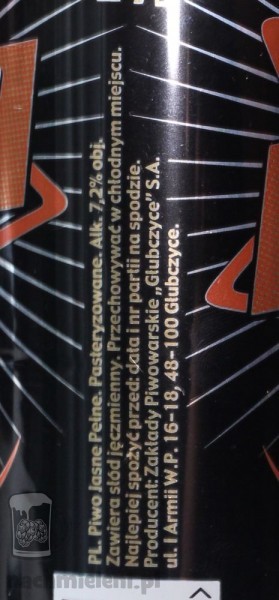 PL. Piwo Jasne Pełne. Pasteryzowane. Alk. 7,2% obj.
Zawiera słód jęczmienny. Przechowywać w chłodnym miejscu.
Najlepiej spożyć przed: data i nr partii na spodzie.
Producent: Zakłady Piwowarskie „Głubczyce" S.A.
ul. I Armii W.P. 16-18, 48-100 Głubczyce.